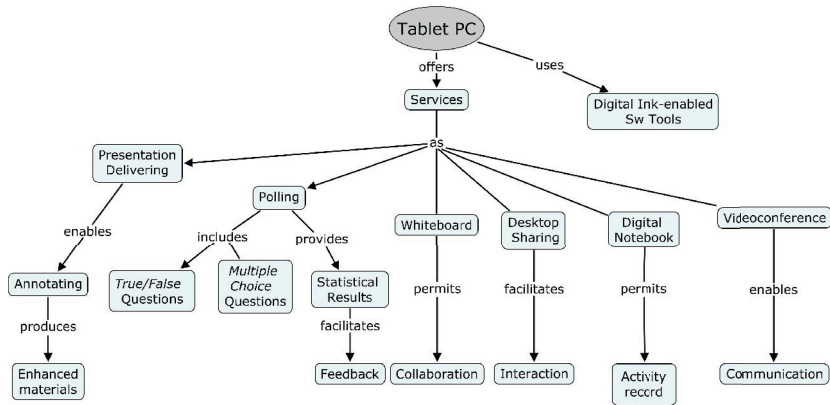 Tablet PC
offers
uses
Services
Digital Ink-enabled
Sw Tools
as
Presentation
Delivering
Polling
Whiteboard
Desktop
Sharing
Digital
Notebook
Videoconference
enables
includes
provides
Annotating
True/False
Questions
Multiple
Choice
Questions
Statistical
Results
permits
facilitates
permits
enables
produces
facilitates
Enhanced
materials
Feedback
Collaboration
Interaction
Activity
reccrd
Communication